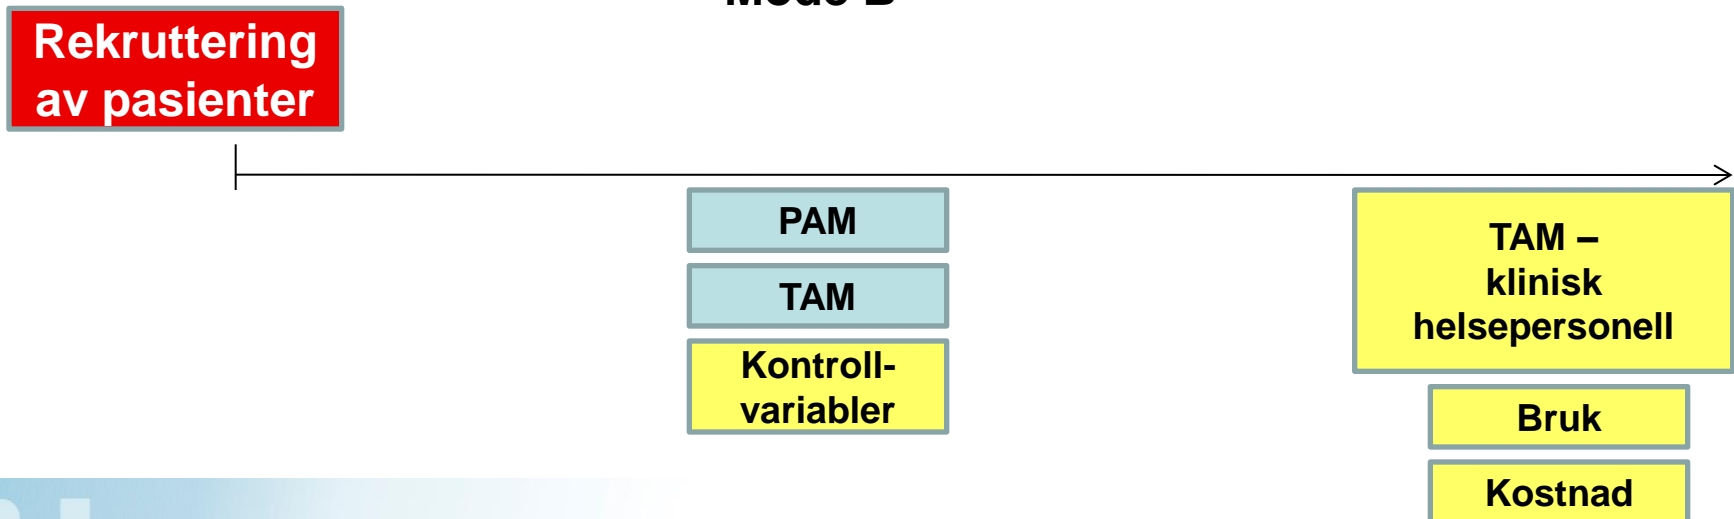 Rekruttering
av pasienter
PAM
TAM
Kontroll-
variabler
TAM –
klinisk
helsepersonell
Bruk
Kostnad